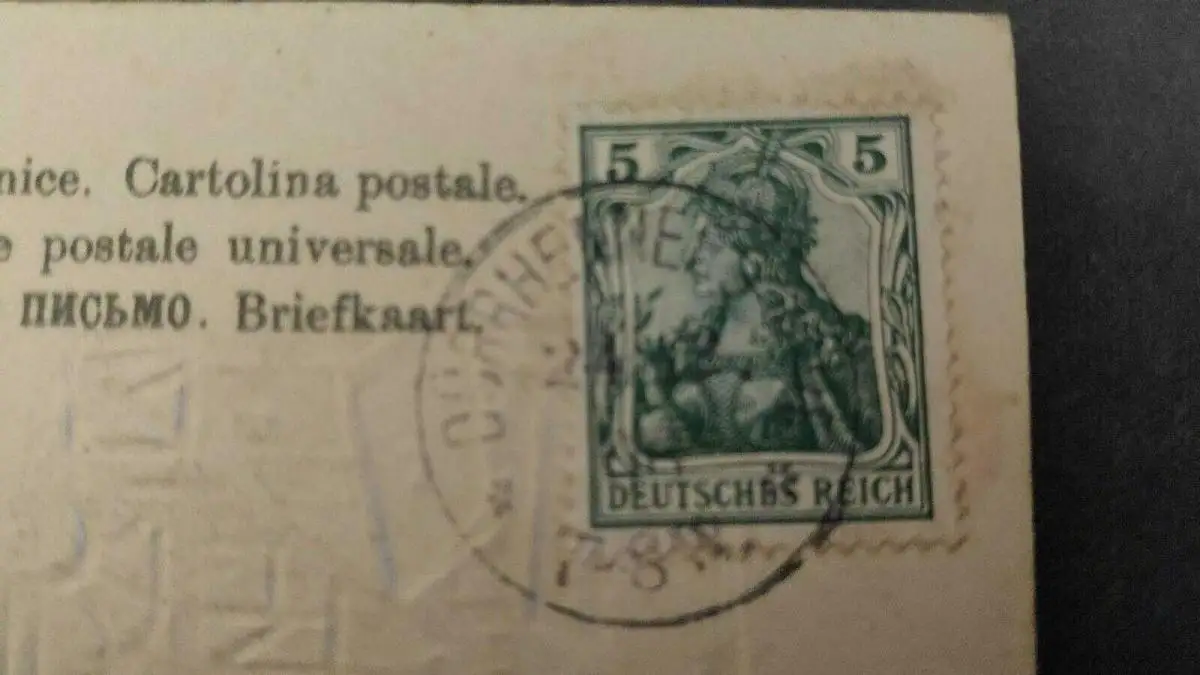 nice. Cartolina postale.
e postale universale.
ПИСЬМО. Briefkaart.
5 5
DEUTSCHES REICH